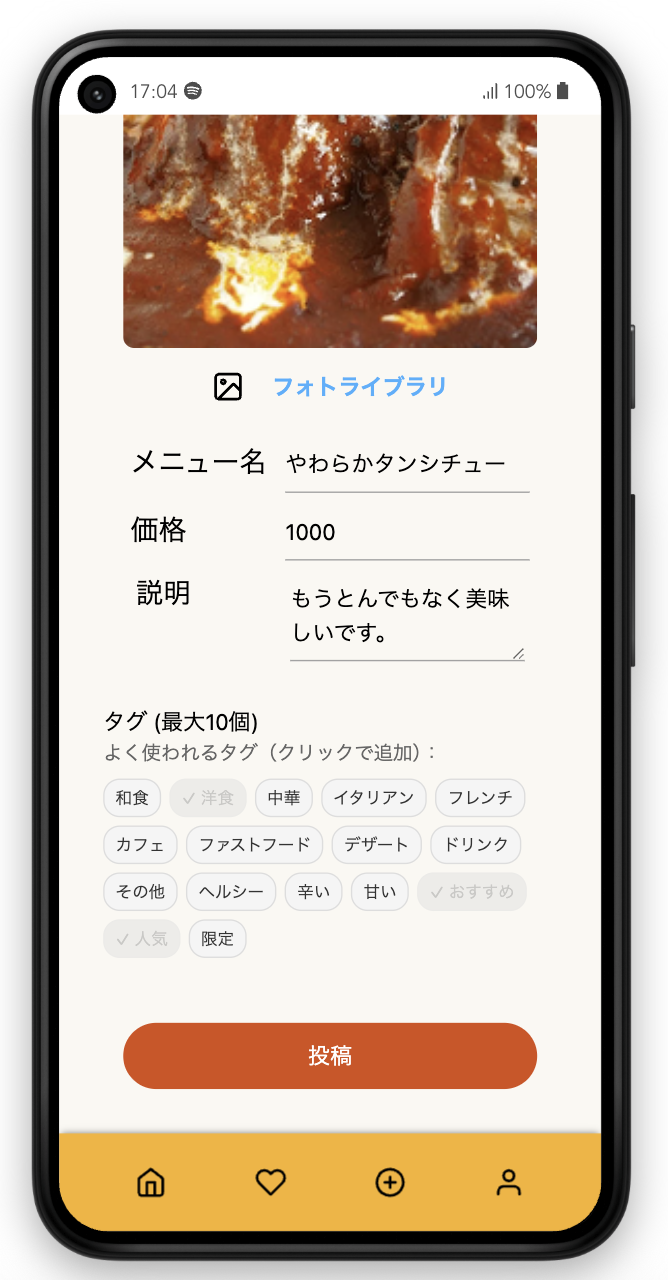 17:04 100%
フォトライブラリ
メニュー名 やわらかタンシチュー
価格 1000
説明 もうとんでもなく美味
しいです。
タグ (最大10個)
よく使われるタグ（クリックで追加）：
和食 ✓ 洋食 中華 イタリアン フレンチ
カフェ ファストフード デザート ドリンク
その他 ヘルシー 辛い 甘い ✓ おすすめ
✓ 人気 限定
投稿